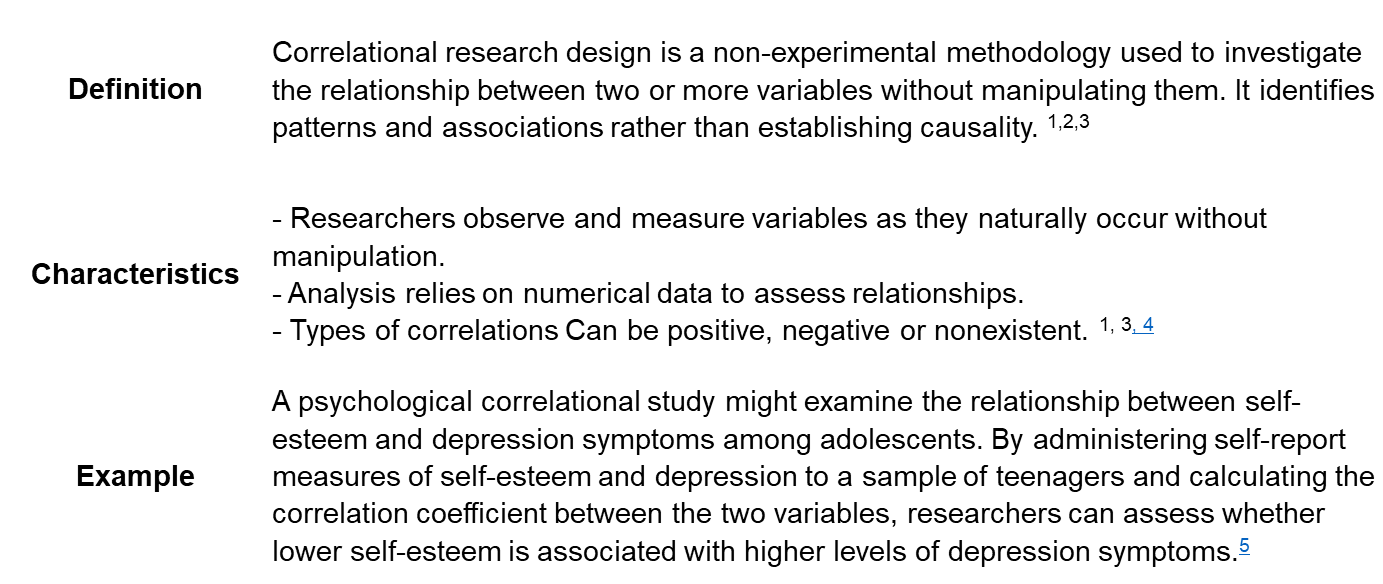 Definition
Correlational research design is a non-experimental methodology used to investigate
the relationship between two or more variables without manipulating them. It identifies
patterns and associations rather than establishing causality. 1,2,3
Characteristics
- Researchers observe and measure variables as they naturally occur without
manipulation.
- Analysis relies on numerical data to assess relationships.
- Types of correlations Can be positive, negative or nonexistent. 1, 3, 4
Example
A psychological correlational study might examine the relationship between self-
esteem and depression symptoms among adolescents. By administering self-report
measures of self-esteem and depression to a sample of teenagers and calculating the
correlation coefficient between the two variables, researchers can assess whether
lower self-esteem is associated with higher levels of depression symptoms.5